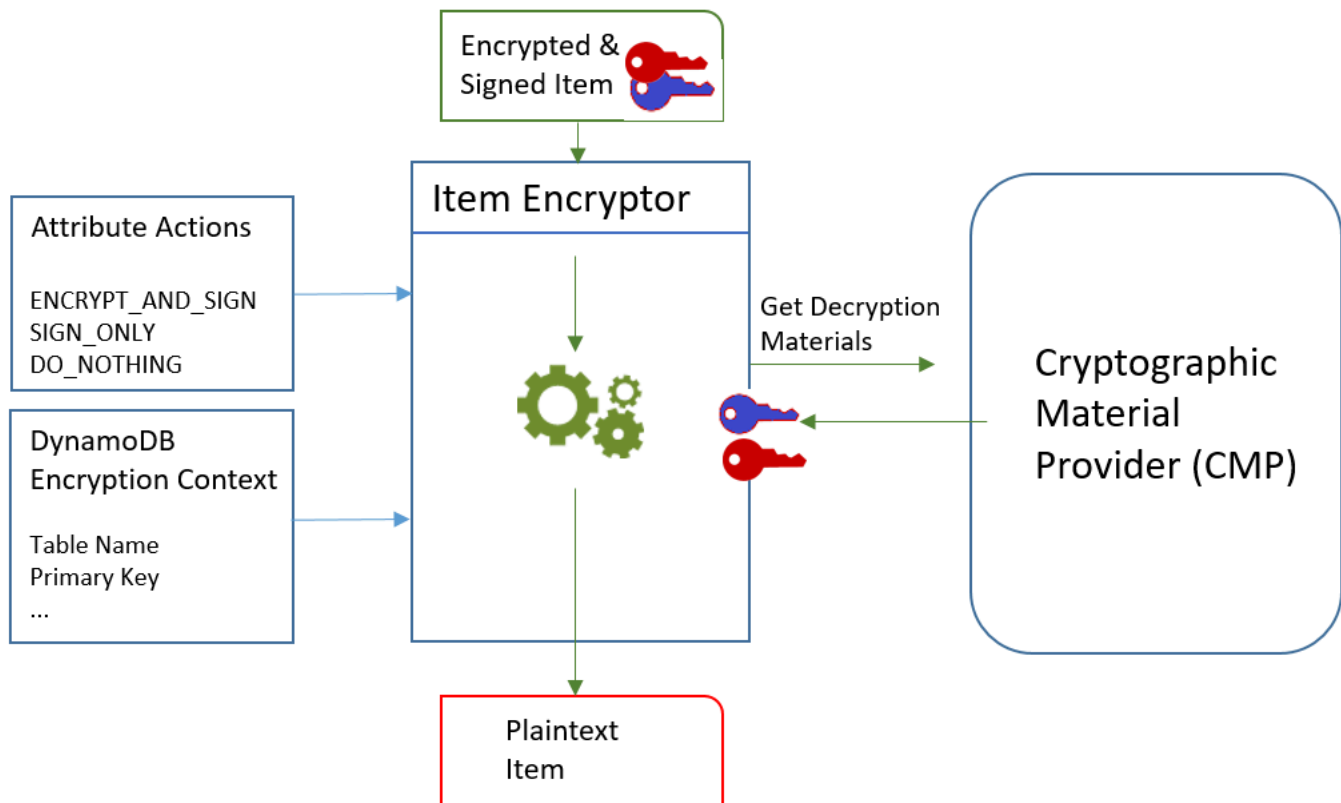 Encrypted &
Signed Item
Item Encryptor
Attribute Actions
ENCRYPT_AND_SIGN
SIGN_ONLY
DO_NOTHING
DynamoDB
Encryption Context
Table Name
Primary Key
...
Get Decryption
Materials
Cryptographic
Material
Provider (CMP)
Plaintext
Item